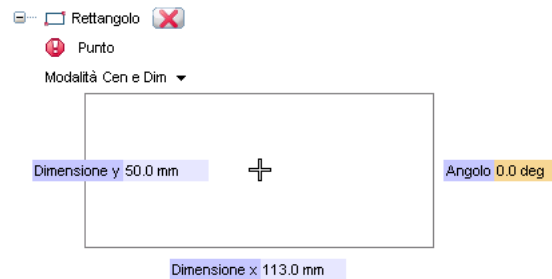 Rettangolo
Punto
Modalità Cen e Dim
Dimensione y 50.0 mm
Angolo 0.0 deg
Dimensione x 113.0 mm